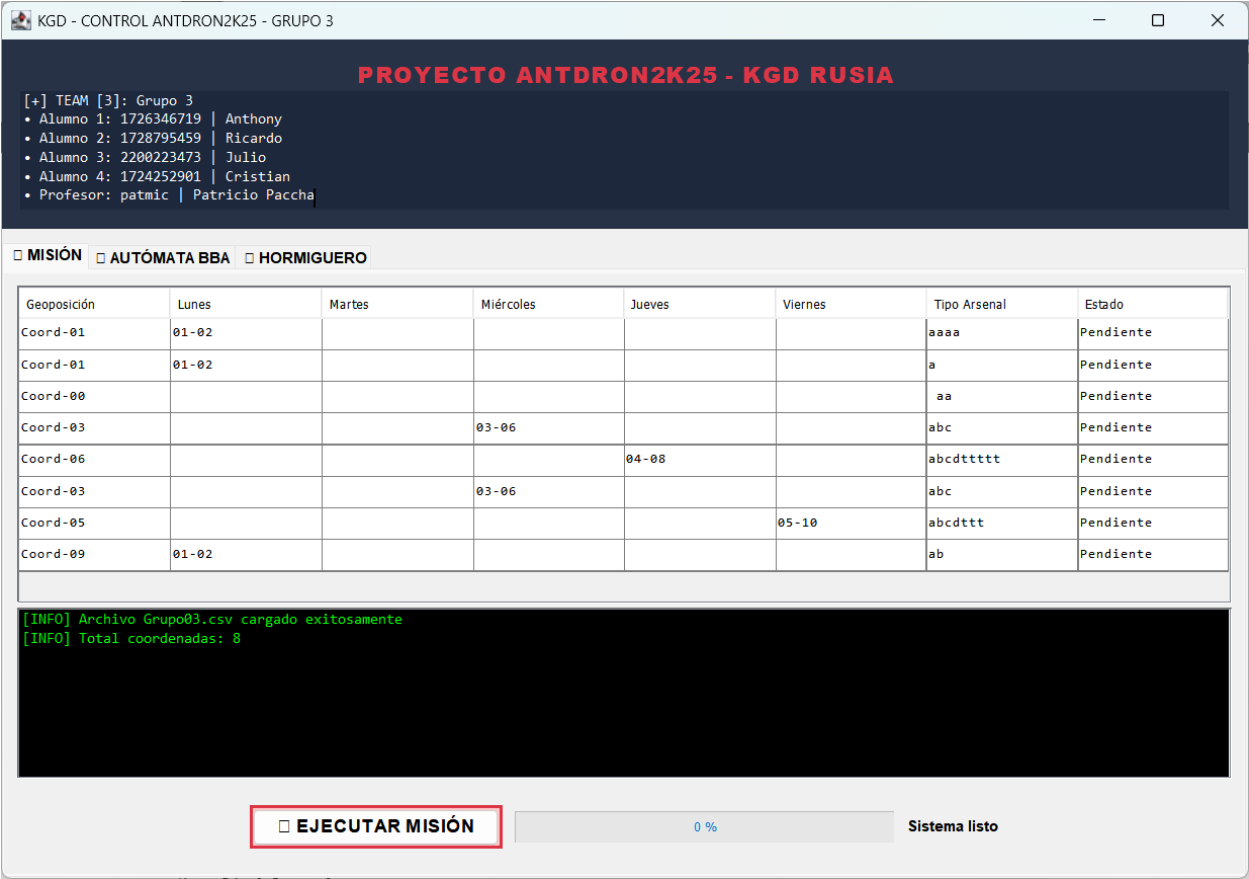 KGD - CONTROL ANTDRON2K25 - GRUPO 3
PROYECTO ANTDRON2K25 - KGD RUSIA
[+] TEAM [3]: Grupo 3
• Alumno 1: 1726346719 | Anthony
• Alumno 2: 1728795459 | Ricardo
• Alumno 3: 2200223473 | Julio
• Alumno 4: 1724252901 | Cristian
• Profesor: patmic | Patricio Paccha
MISIÓN AUTÓMATA BBA HORMIGUERO
Geoposición Lunes Martes Miércoles Jueves Viernes Tipo Arsenal Estado
Coord-01 01-02 aaaa Pendiente
Coord-01 01-02 a Pendiente
Coord-00 aa Pendiente
Coord-03 03-06 abc Pendiente
Coord-06 04-08 abcdttttt Pendiente
Coord-03 03-06 abc Pendiente
Coord-05 05-10 abcdttt Pendiente
Coord-09 01-02 ab Pendiente
[INFO] Archivo Grupo03.csv cargado exitosamente
[INFO] Total coordenadas: 8
EJECUTAR MISIÓN 0 % Sistema listo